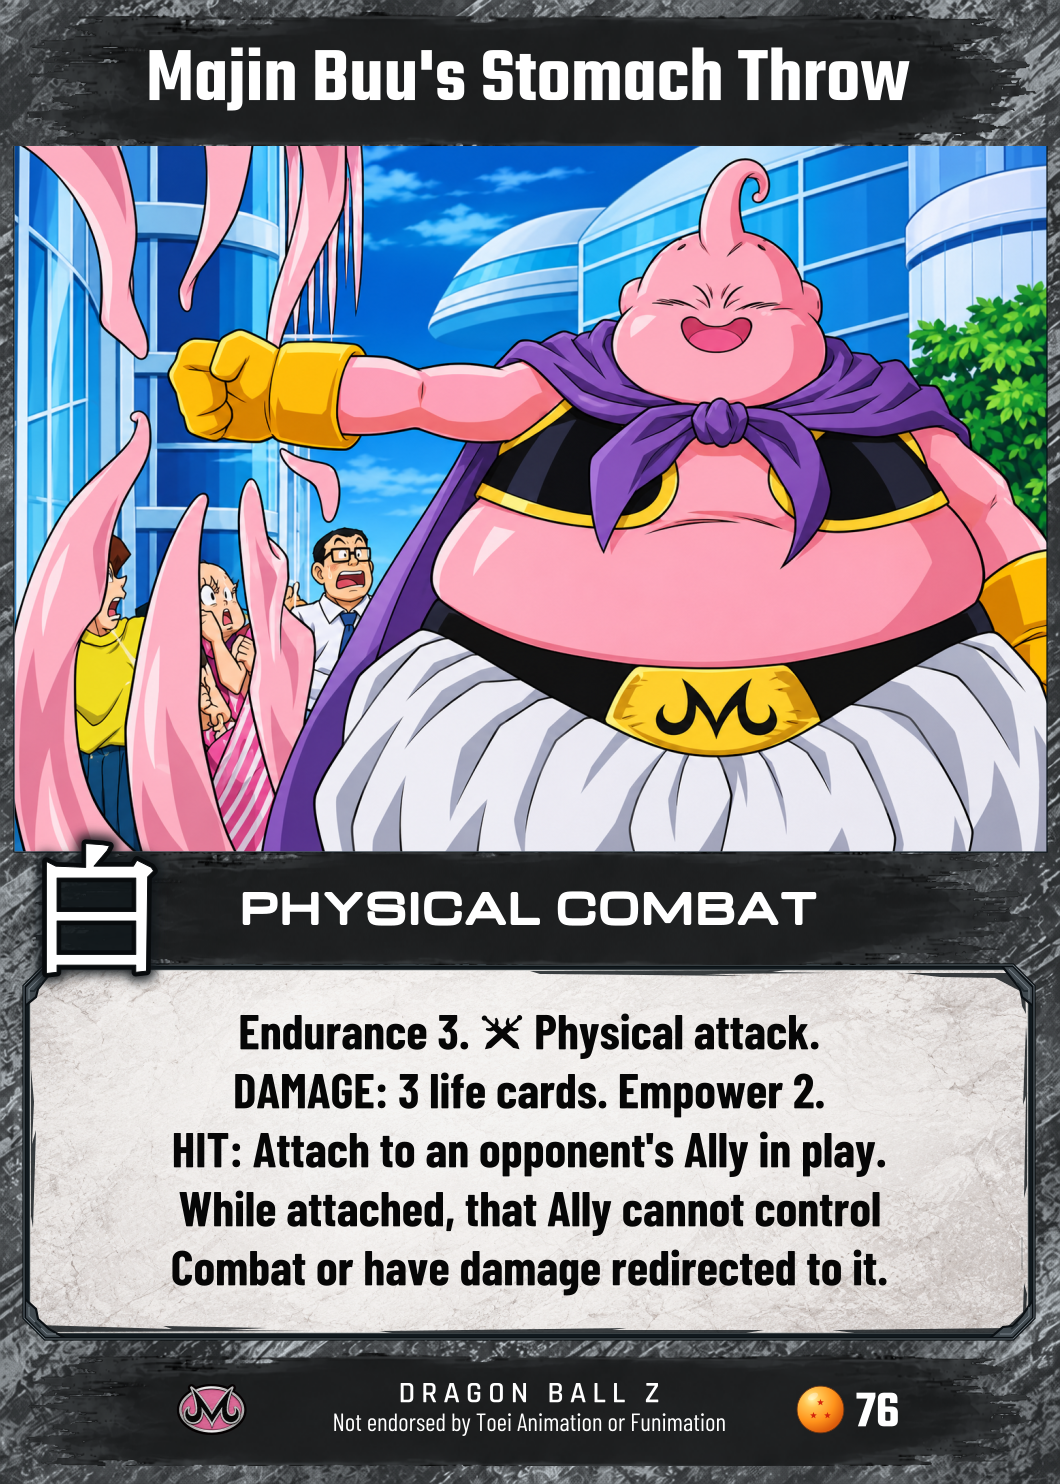 Majin Buu's Stomach Throw
白
PHYSICAL COMBAT
Endurance 3. Physical attack.
DAMAGE: 3 life cards. Empower 2.
HIT: Attach to an opponent's Ally in play.
While attached, that Ally cannot control
Combat or have damage redirected to it.
DRAGON BALL Z
Not endorsed by Toei Animation or Funimation
76